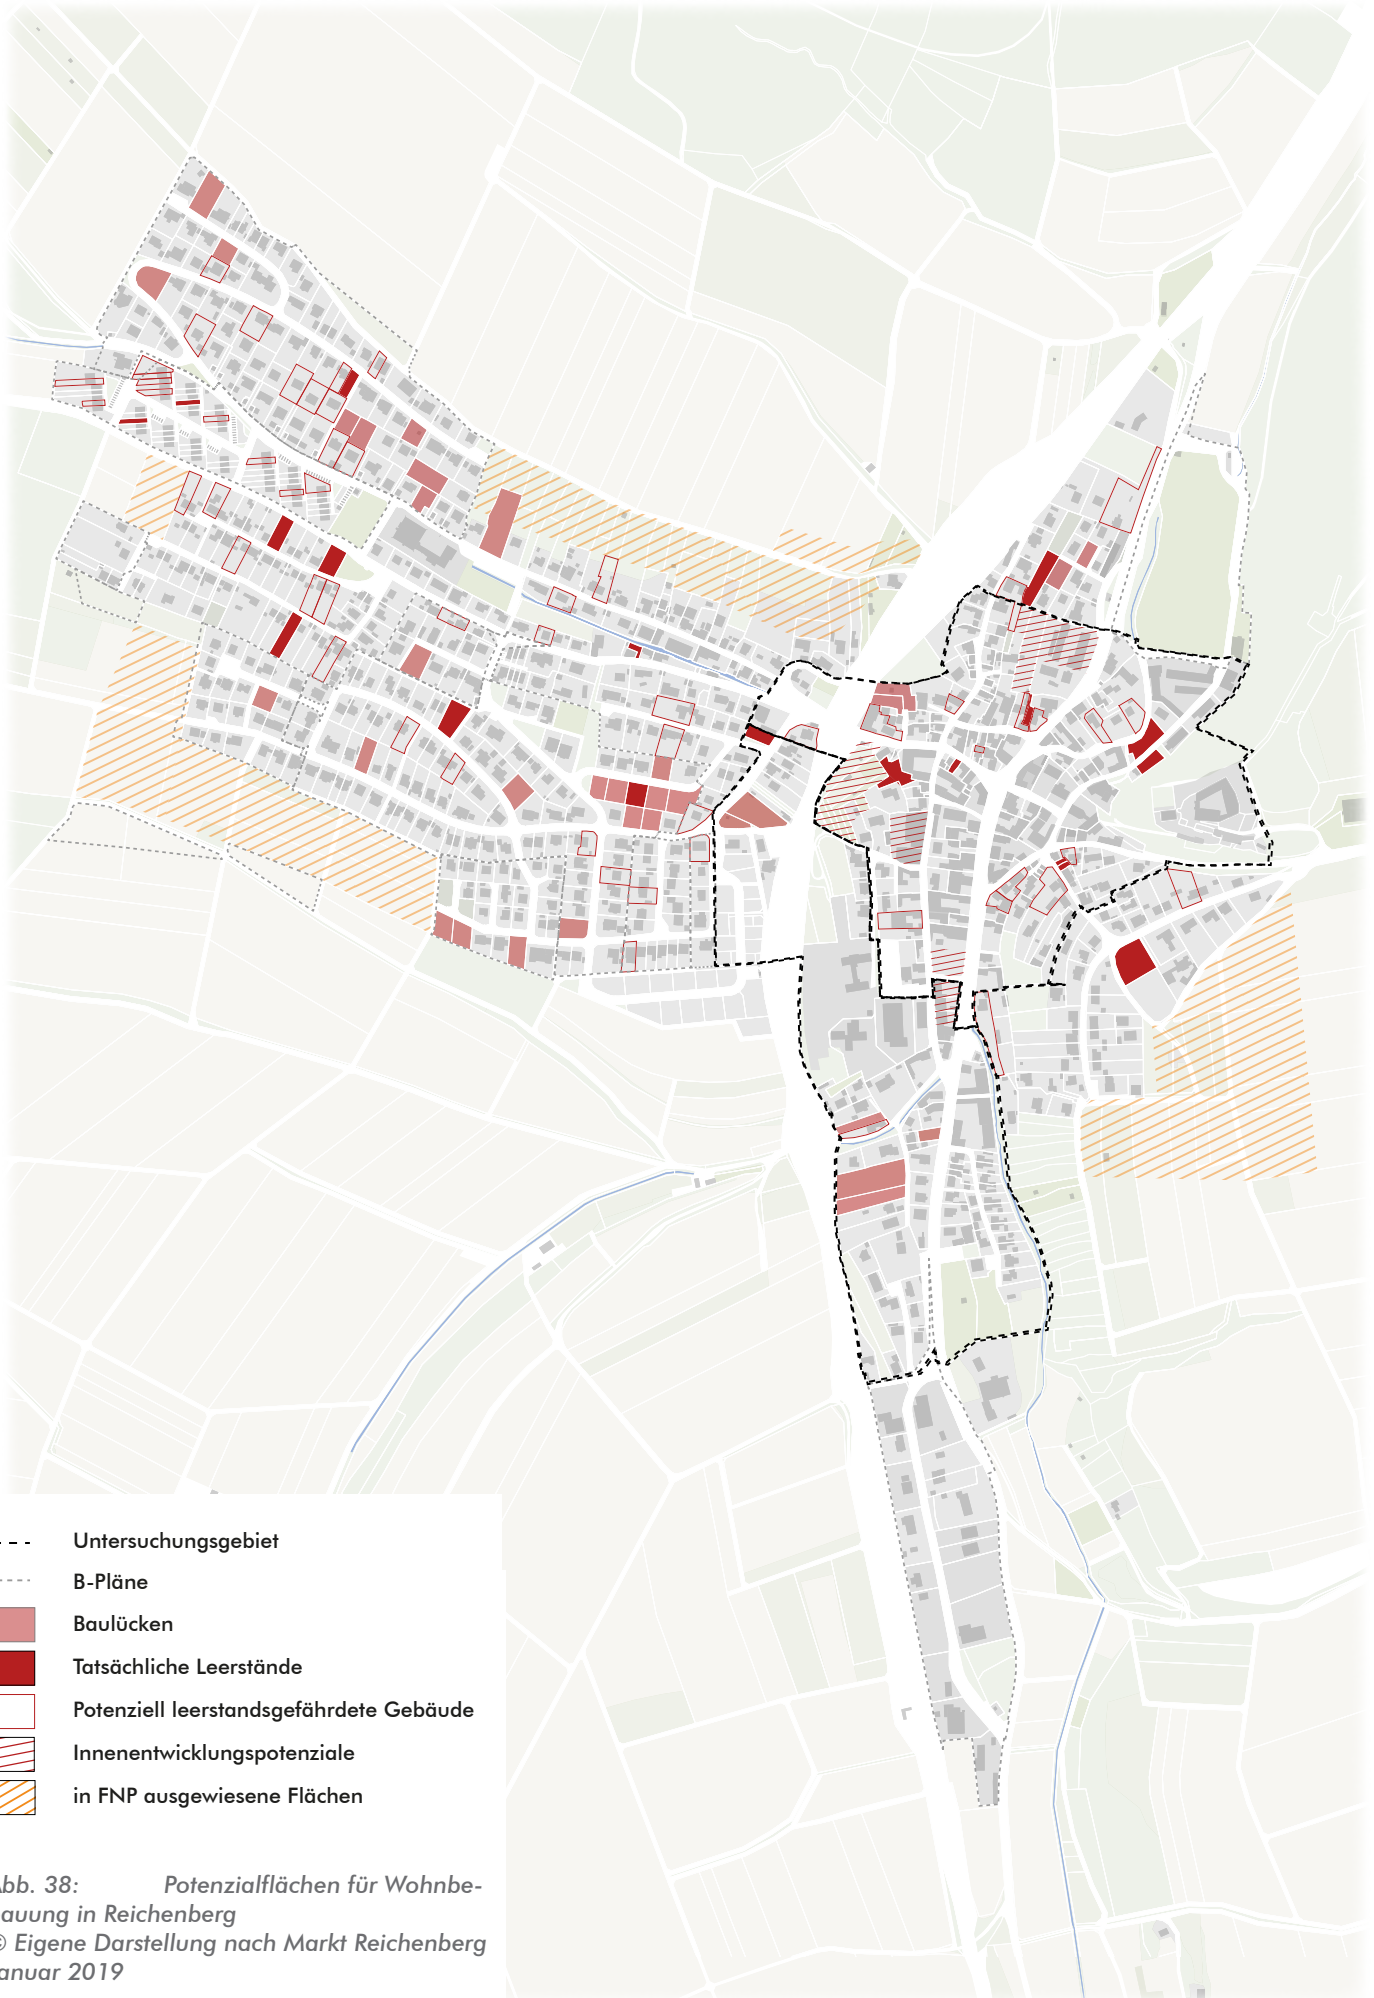 Untersuchungsgebiet
B-Pläne
Baulücken
Tatsächliche Leerstände
Potenziell leerstandsgefährdete Gebäude
Innenentwicklungspotenziale
in FNP ausgewiesene Flächen
bb. 38: Potenzialflächen für Wohnbe-
auung in Reichenberg
© Eigene Darstellung nach Markt Reichenberg
anuar 2019